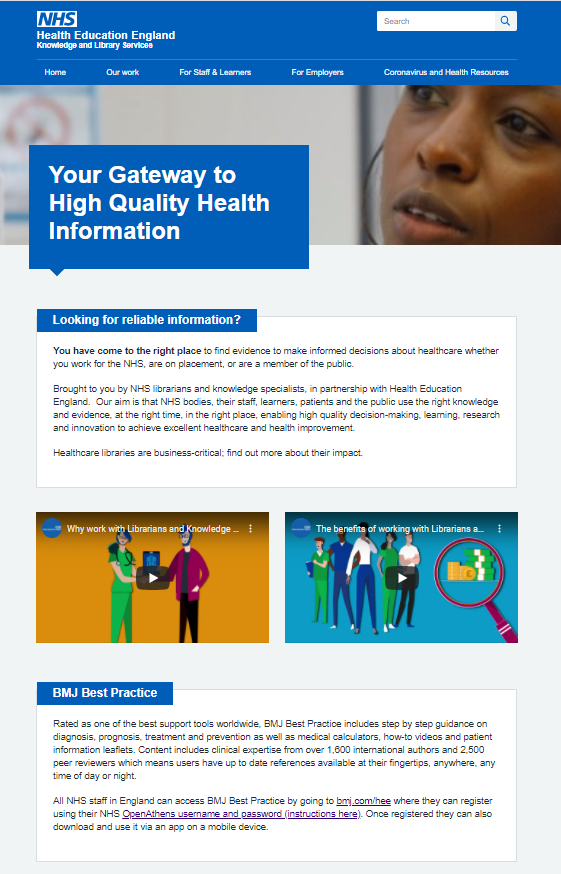 NHS
Health Education England
Knowledge and Library Services
Search
Home
Our work
For Staff & Learners
For Employers
Coronavirus and Health Resources
Your Gateway to
High Quality Health
Information
Looking for reliable information?
You have come to the right place to find evidence to make informed decisions about healthcare whether
you work for the NHS, are on placement, or are a member of the public.
Brought to you by NHS librarians and knowledge specialists, in partnership with Health Education
England. Our aim is that NHS bodies, their staff, learners, patients and the public use the right knowledge
and evidence, at the right time, in the right place, enabling high quality decision-making, learning, research
and innovation to achieve excellent healthcare and health improvement.
Healthcare libraries are business-critical; find out more about their impact.
Why work with Librarians and Knowledge ...
The benefits of working with Librarians a...
BMJ Best Practice
Rated as one of the best support tools worldwide, BMJ Best Practice includes step by step guidance on
diagnosis, prognosis, treatment and prevention as well as medical calculators, how-to videos and patient
information leaflets. Content includes clinical expertise from over 1,600 international authors and 2,500
peer reviewers which means users have up to date references available at their fingertips, anywhere, any
time of day or night.
All NHS staff in England can access BMJ Best Practice by going to bmj.com/hee where they can register
using their NHS OpenAthens username and password (instructions here). Once registered they can also
download and use it via an app on a mobile device.